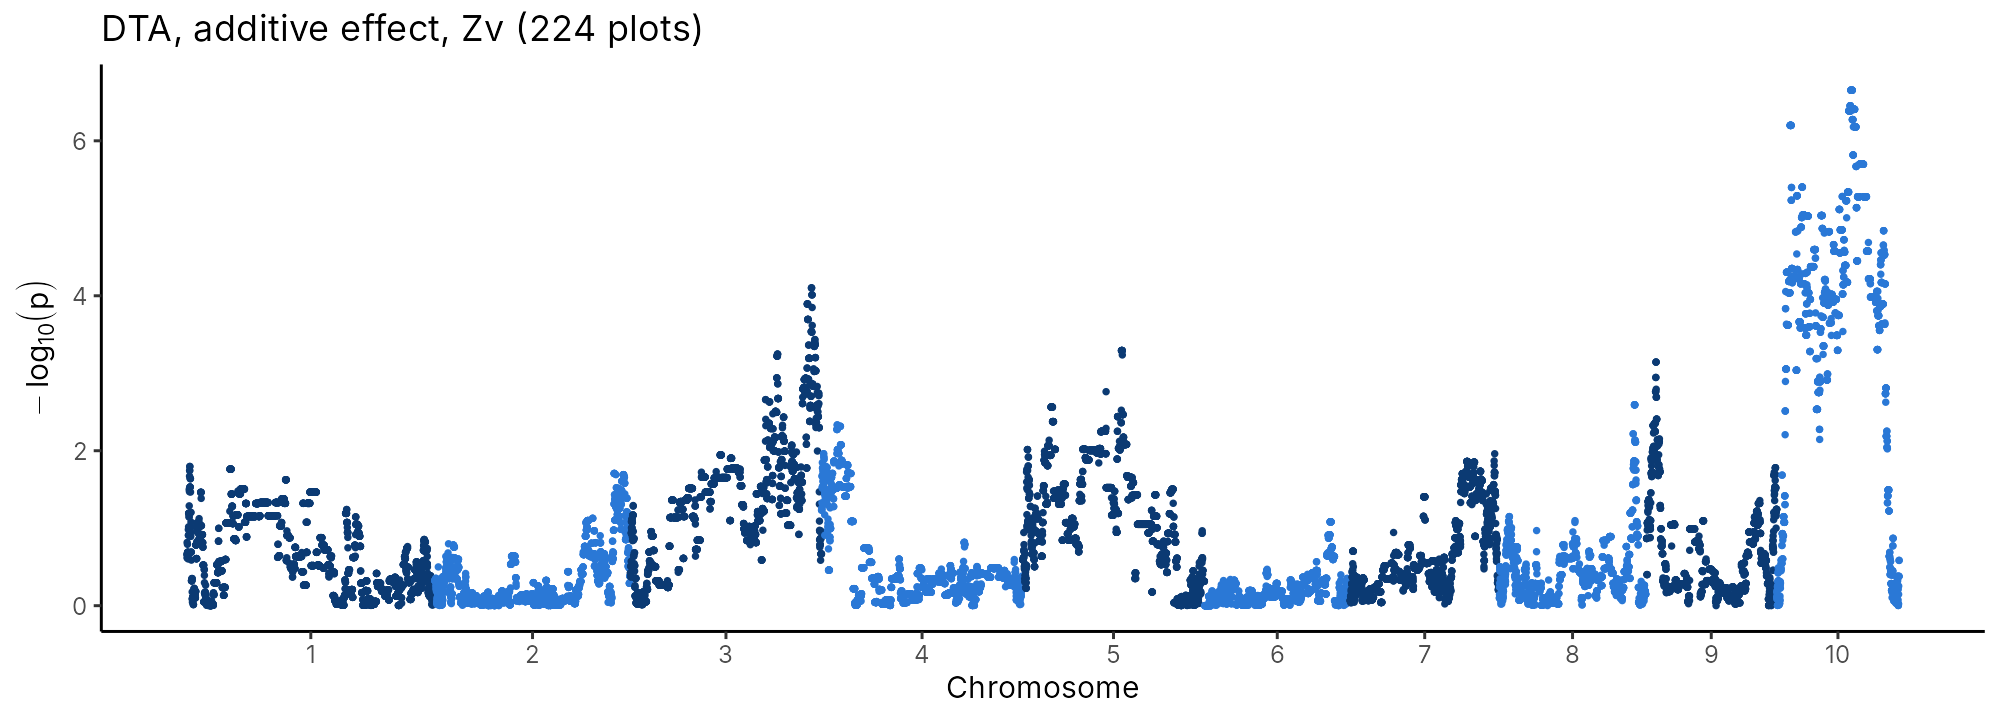 DTA, additive effect, Zv (224 plots)
− log10(p)
6
4
2
0
1 2 3 4 5 6 7 8 9 10
Chromosome